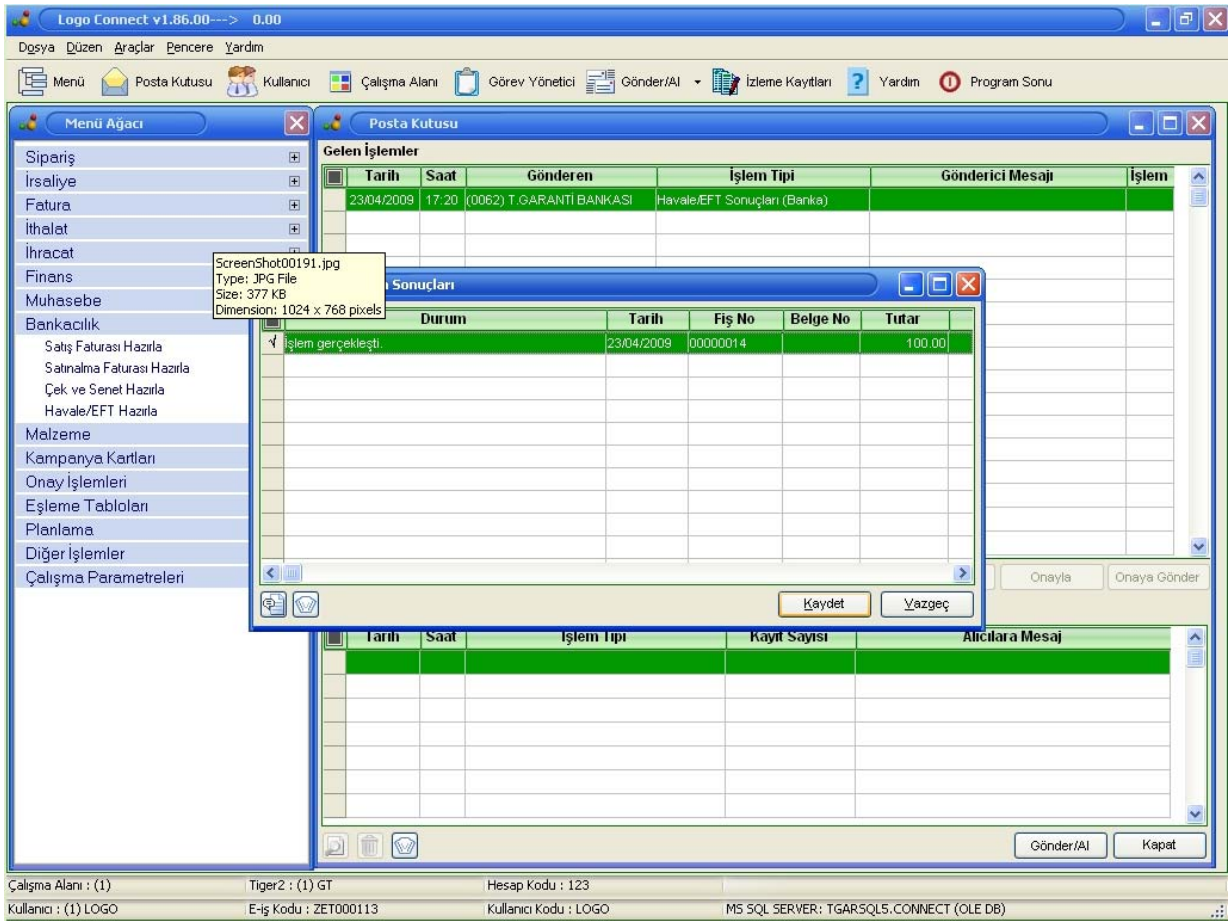 Logo Connect v1.86.00---> 0.00
Dosya Düzen Araçlar Pencere Yardım
Menü Posta Kutusu Kullanıcı Çalışma Alanı Görev Yönetici Gönder/Al İzleme Kayıtları ? Yardım Program Sonu
Menü Ağacı
Sipariş
İrsaliye
Fatura
İthalat
İhracat
Finans
Muhasebe
Bankacılık
Satış Faturası Hazırla
Satınalma Faturası Hazırla
Çek ve Senet Hazırla
Havale/EFT Hazırla
Malzeme
Kampanya Kartları
Onay İşlemleri
Eşleme Tabloları
Planlama
Diğer İşlemler
Çalışma Parametreleri
ScreenShot00191.jpg
Type: JPG File
Size: 377 KB
Dimension: 1024 x 768 pixels
Posta Kutusu
Gelen İşlemler
Tarih Saat Gönderen İşlem Tipi Gönderici Mesajı İşlem
23/04/2009 17:20 (0062) T.GARANTİ BANKASI Havale/EFT Sonuçları (Banka)
Sonuçları
Durum Tarih Fiş No Belge No Tutar
√ İşlem gerçekleşti. 23/04/2009 00000014 100.00
Kaydet Vazgeç
Onayla Onaya Gönder
Tarih Saat İşlem Tipi Kayıt Sayısı Alıcılara Mesaj
Gönder/Al Kapat
Çalışma Alanı : (1) Tiger2 : (1) GT Hesap Kodu : 123
Kullanıcı : (1) LOGO E-iş Kodu : ZET000113 Kullanıcı Kodu : LOGO MS SQL SERVER: TGARSQL5.CONNECT (OLE DB)